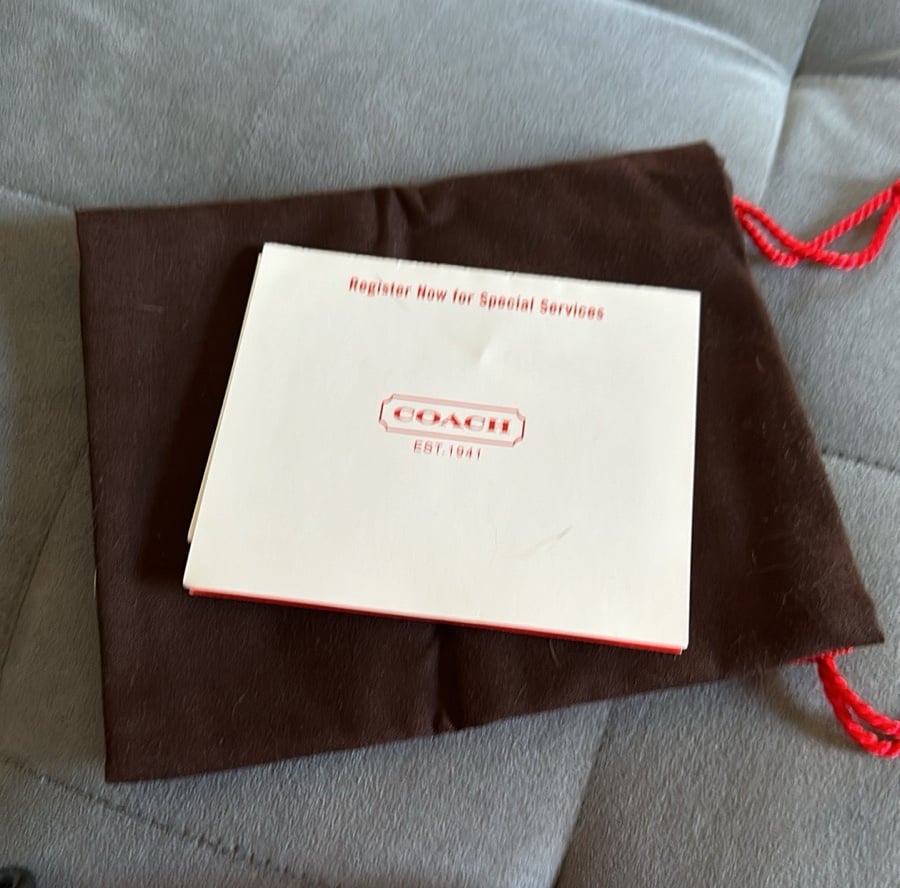 Register Now for Special Services
COACH
EST. 1941